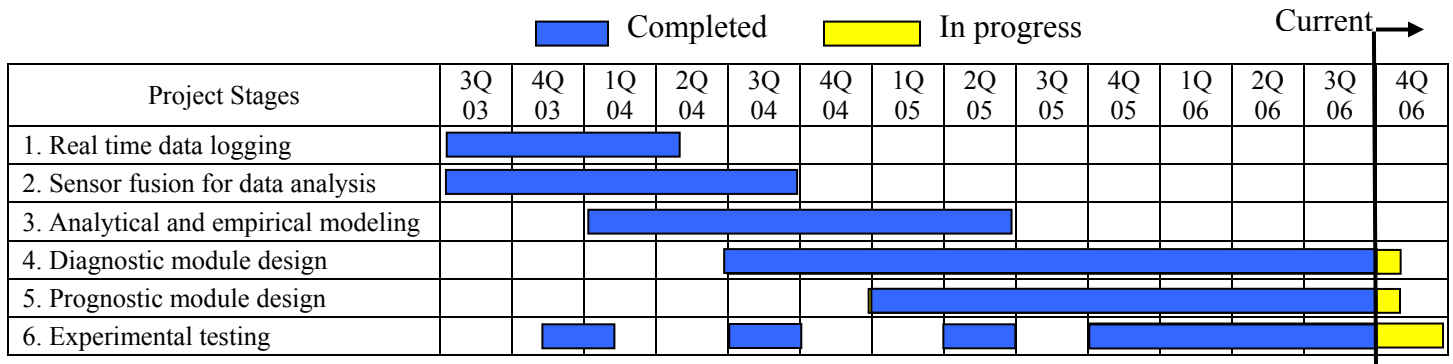 Completed In progress Current
Project Stages 3Q 4Q 1Q 2Q 3Q 4Q 1Q 2Q 3Q 4Q 1Q 2Q 3Q 4Q
03 03 04 04 04 04 05 05 05 05 06 06 06 06
1. Real time data logging
2. Sensor fusion for data analysis
3. Analytical and empirical modeling
4. Diagnostic module design
5. Prognostic module design
6. Experimental testing